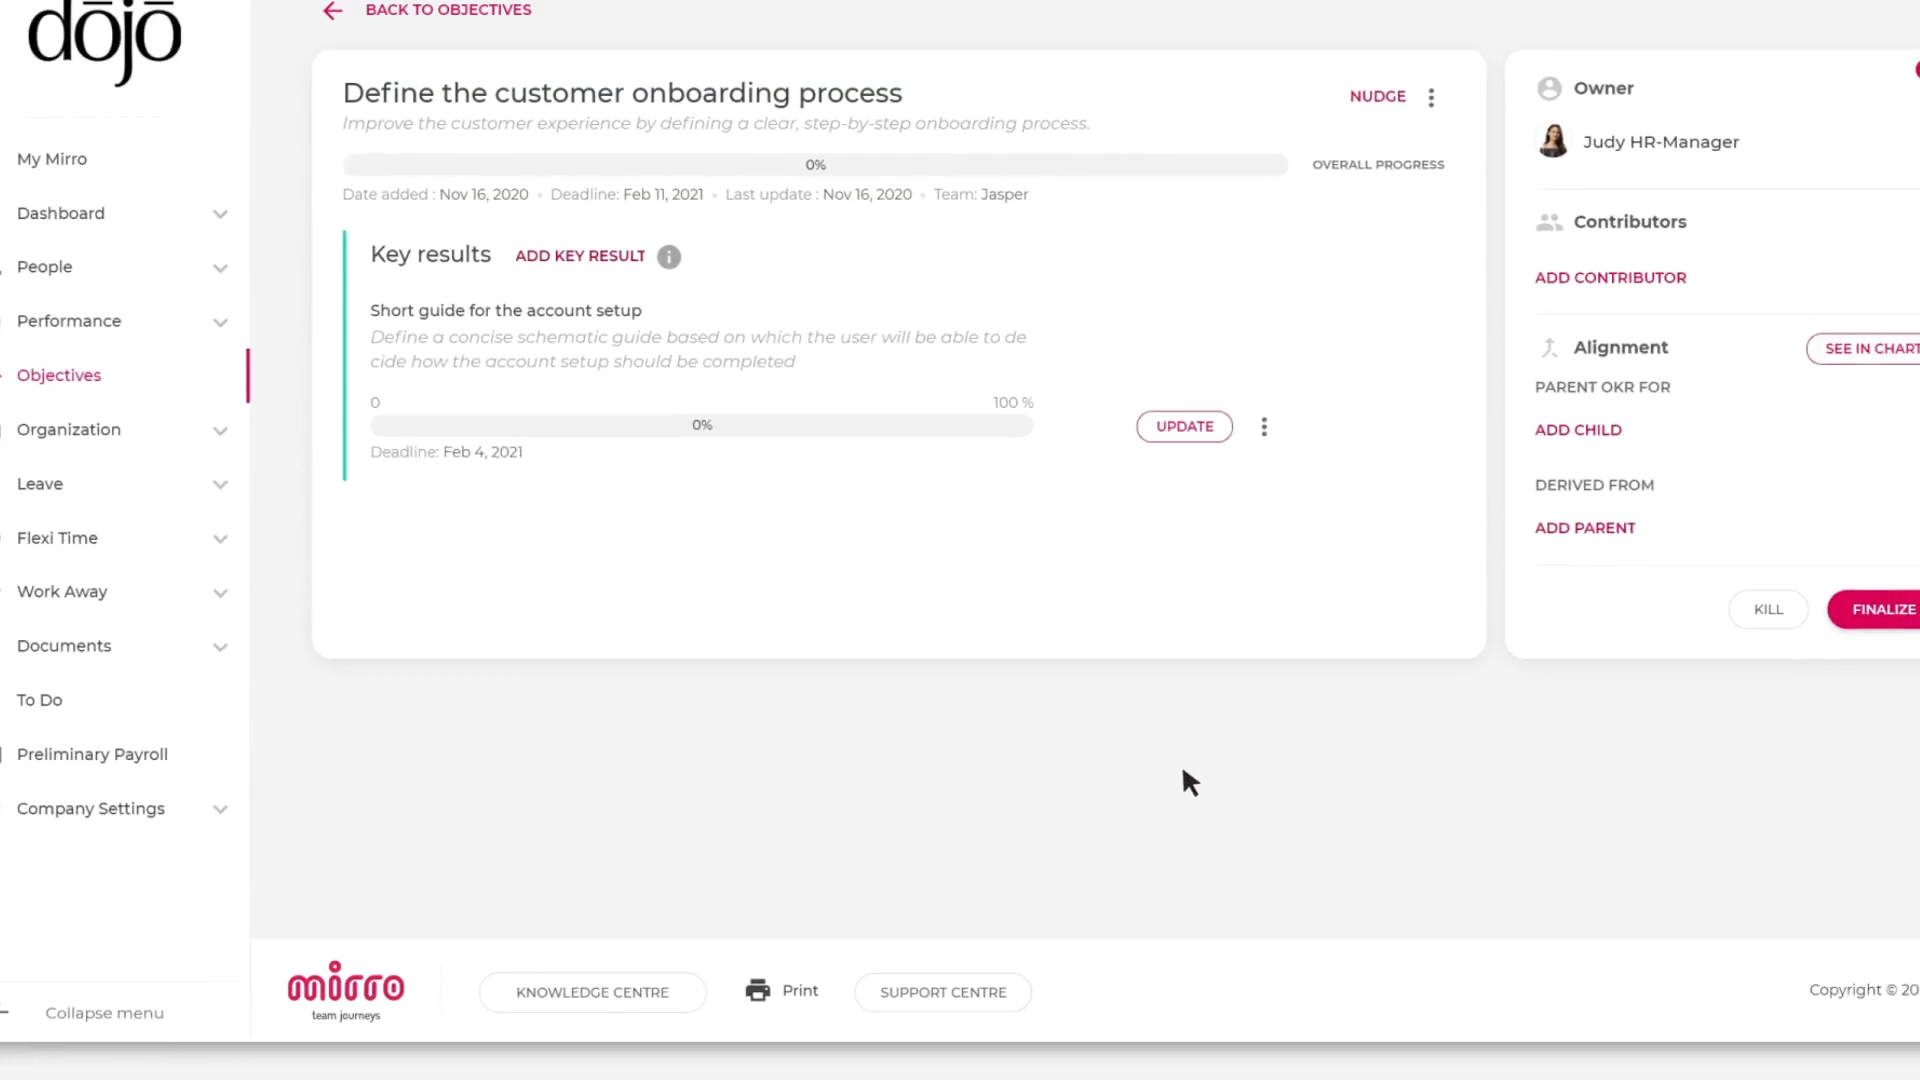 dōjō
My Mirro
Dashboard
People
Performance
Objectives
Organization
Leave
Flexi Time
Work Away
Documents
To Do
Preliminary Payroll
Company Settings
Collapse menu
BACK TO OBJECTIVES
Define the customer onboarding process
NUDGE
Improve the customer experience by defining a clear, step-by-step onboarding process.
0%
OVERALL PROGRESS
Date added : Nov 16, 2020 • Deadline: Feb 11, 2021 • Last update : Nov 16, 2020 • Team: Jasper
Key results ADD KEY RESULT i
Short guide for the account setup
Define a concise schematic guide based on which the user will be able to de
cide how the account setup should be completed
0 100 %
0%
UPDATE
Deadline: Feb 4, 2021
Owner
Judy HR-Manager
Contributors
ADD CONTRIBUTOR
Alignment
SEE IN CHART
PARENT OKR FOR
ADD CHILD
DERIVED FROM
ADD PARENT
KILL
FINALIZE
mirro
team journeys
KNOWLEDGE CENTRE
Print
SUPPORT CENTRE
Copyright © 20